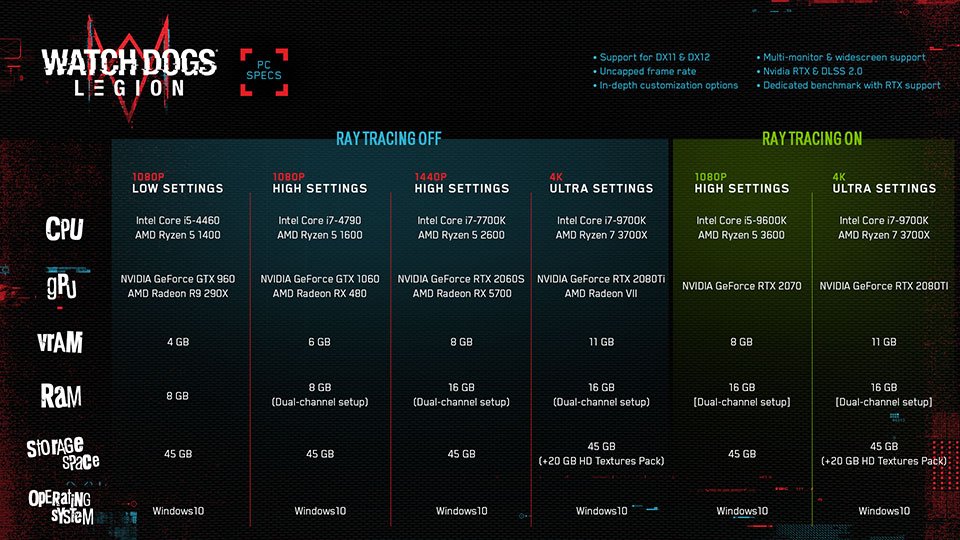 WATCH DOGS
LEGION
PC
SPECS
• Support for DX11 & DX12
• Uncapped frame rate
• In-depth customization options
• Multi-monitor & widescreen support
• Nvidia RTX & DLSS 2.0
• Dedicated benchmark with RTX support
RAY TRACING OFF
RAY TRACING ON
1080P 1080P 1440P 4K 1080P 4K
LOW SETTINGS HIGH SETTINGS HIGH SETTINGS ULTRA SETTINGS HIGH SETTINGS ULTRA SETTINGS
CPU
Intel Core i5-4460 Intel Core i7-4790 Intel Core i7-7700K Intel Core i7-9700K Intel Core i5-9600K Intel Core i7-9700K
AMD Ryzen 5 1400 AMD Ryzen 5 1600 AMD Ryzen 5 2600 AMD Ryzen 7 3700X AMD Ryzen 5 3600 AMD Ryzen 7 3700X
gPU
NVIDIA GeForce GTX 960 NVIDIA GeForce GTX 1060 NVIDIA GeForce RTX 2060S NVIDIA GeForce RTX 2080Ti NVIDIA GeForce RTX 2070 NVIDIA GeForce RTX 2080TI
AMD Radeon R9 290X AMD Radeon RX 480 AMD Radeon RX 5700 AMD Radeon VII
vrAM 4 GB 6 GB 8 GB 11 GB 8 GB 11 GB
RaM
8 GB 8 GB 16 GB 16 GB 16 GB 16 GB
(Dual-channel setup) (Dual-channel setup) (Dual-channel setup) [Dual-channel setup] [Dual-channel setup]
StoRAGe
SPAcE
45 GB 45 GB 45 GB 45 GB 45 GB 45 GB
(+20 GB HD Textures Pack) (+20 GB HD Textures Pack)
OPERatiNG
sYsTEM
Windows10 Windows10 Windows10 Windows10 Windows10 Windows10